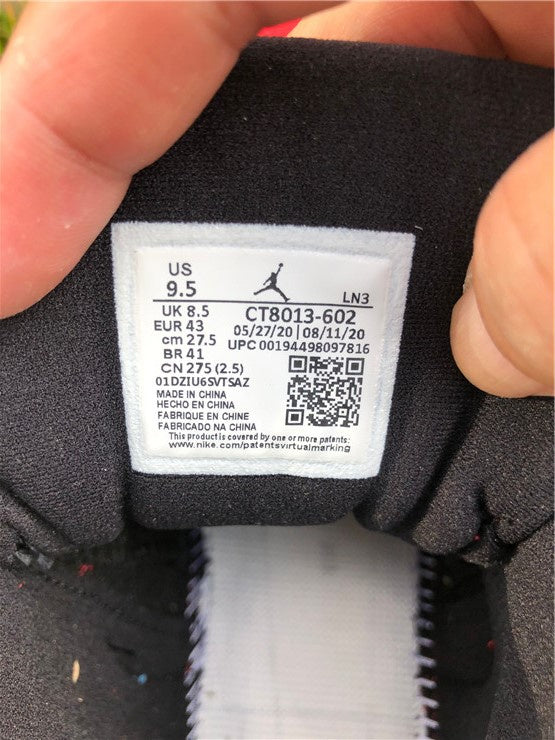 US
9.5
LN3
UK 8.5
EUR 43
cm 27.5
BR 41
CN 275 (2.5)
01DZIU6SVTSAZ
CT8013-602
05/27/20 | 08/11/20
UPC 00194498097816
MADE IN CHINA
HECHO EN CHINA
FABRIQUE EN CHINE
FABRICADO NA CHINA
This product is covered by one or more patents:
www.nike.com/patentsvirtualmarking